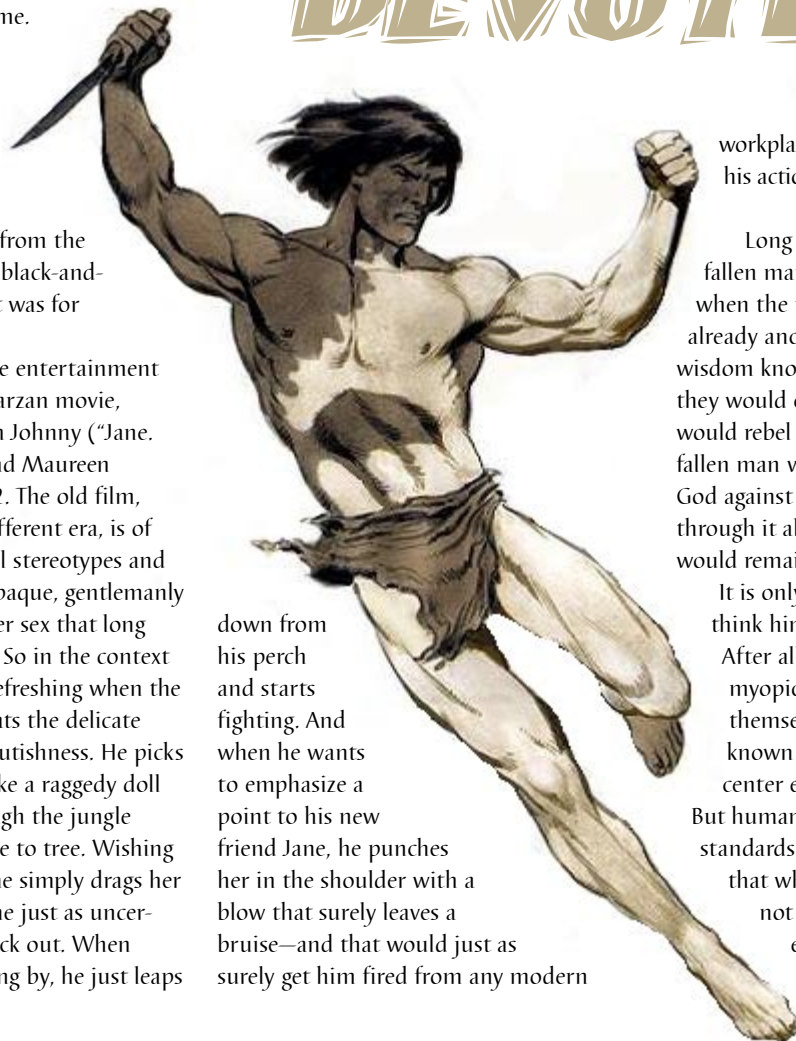 me.
from the
black-and-
t was for
e entertainment
arzan movie,
n Johnny (“Jane.
nd Maureen
2. The old film,
fferent era, is of
l stereotypes and
paque, gentlemanly
er sex that long
So in the context
efreshing when the
nts the delicate
utishness. He picks
ke a raggedy doll
gh the jungle
e to tree. Wishing
he simply drags her
he just as uncer-
ck out. When
ng by, he just leaps
down from
his perch
and starts
fighting. And
when he wants
to emphasize a
point to his new
friend Jane, he punches
her in the shoulder with a
blow that surely leaves a
bruise—and that would just as
surely get him fired from any modern
workpla
his actio
Long
fallen ma
when the
already and
wisdom kno
they would
would rebel
fallen man w
God against
through it al
would remai
It is only
think him
After all
myopic
themse
known
center e
But human
standards
that wh
not
e